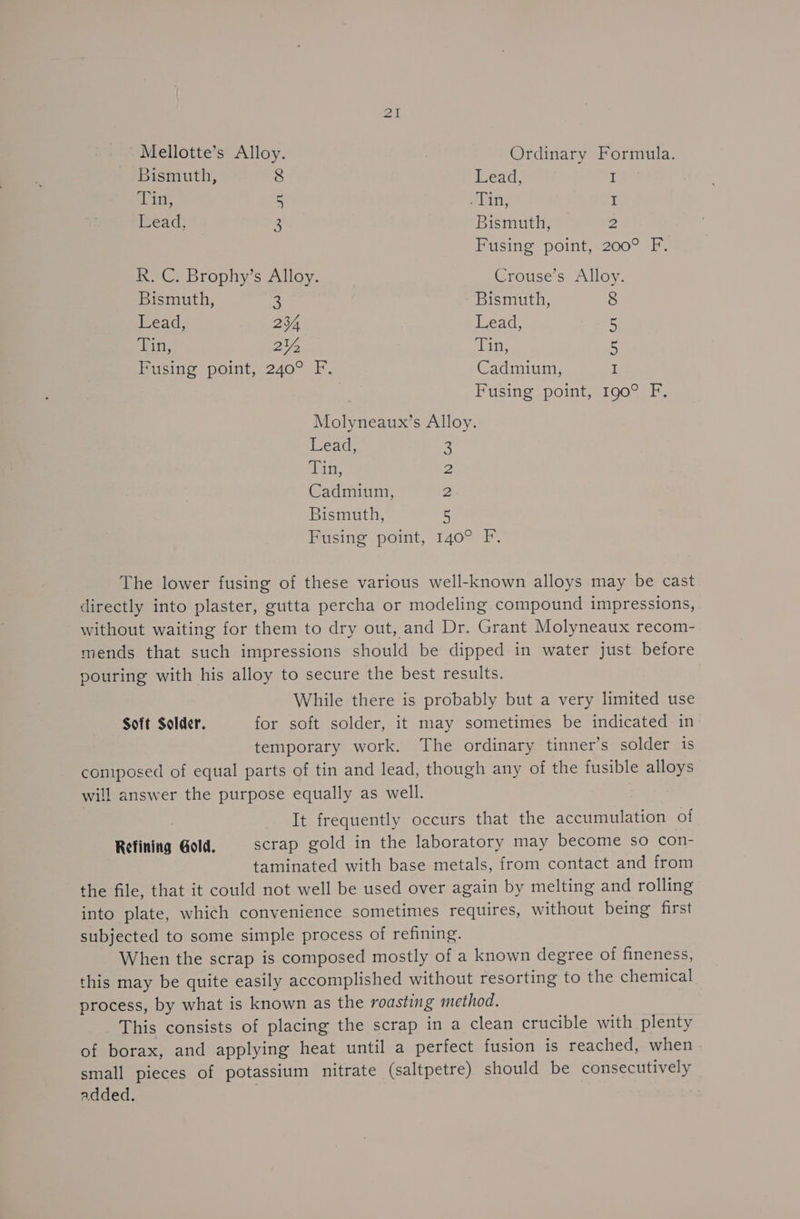 21
Mellotte's Alloy.
Bismuth, 8
Tin, 5
Lead, 3
Ordinary Formula.
Lead, 1
Tin, 1
Bismuth, 2
Fusing point, 200° F.
R. C. Brophy's Alloy.
Bismuth, 3
Lead, 2¾
Tin, 2½
Fusing point, 240° F.
Crouse's Alloy.
Bismuth, 8
Lead, 5
Tin, 5
Cadmium, 1
Fusing point, 190° F.
Molyneaux's Alloy.
Lead, 3
Tin, 2
Cadmium, 2
Bismuth, 5
Fusing point, 140° F.
The lower fusing of these various well-known alloys may be cast
directly into plaster, gutta percha or modeling compound impressions,
without waiting for them to dry out, and Dr. Grant Molyneaux recom-
mends that such impressions should be dipped in water just before
pouring with his alloy to secure the best results.
While there is probably but a very limited use
Soft Solder. for soft solder, it may sometimes be indicated in
temporary work. The ordinary tinner's solder is
composed of equal parts of tin and lead, though any of the fusible alloys
will answer the purpose equally as well.
It frequently occurs that the accumulation of
Refining Gold. scrap gold in the laboratory may become so con-
taminated with base metals, from contact and from
the file, that it could not well be used over again by melting and rolling
into plate, which convenience sometimes requires, without being first
subjected to some simple process of refining.
When the scrap is composed mostly of a known degree of fineness,
this may be quite easily accomplished without resorting to the chemical
process, by what is known as the roasting method.
This consists of placing the scrap in a clean crucible with plenty
of borax, and applying heat until a perfect fusion is reached, when
small pieces of potassium nitrate (saltpetre) should be consecutively
added.